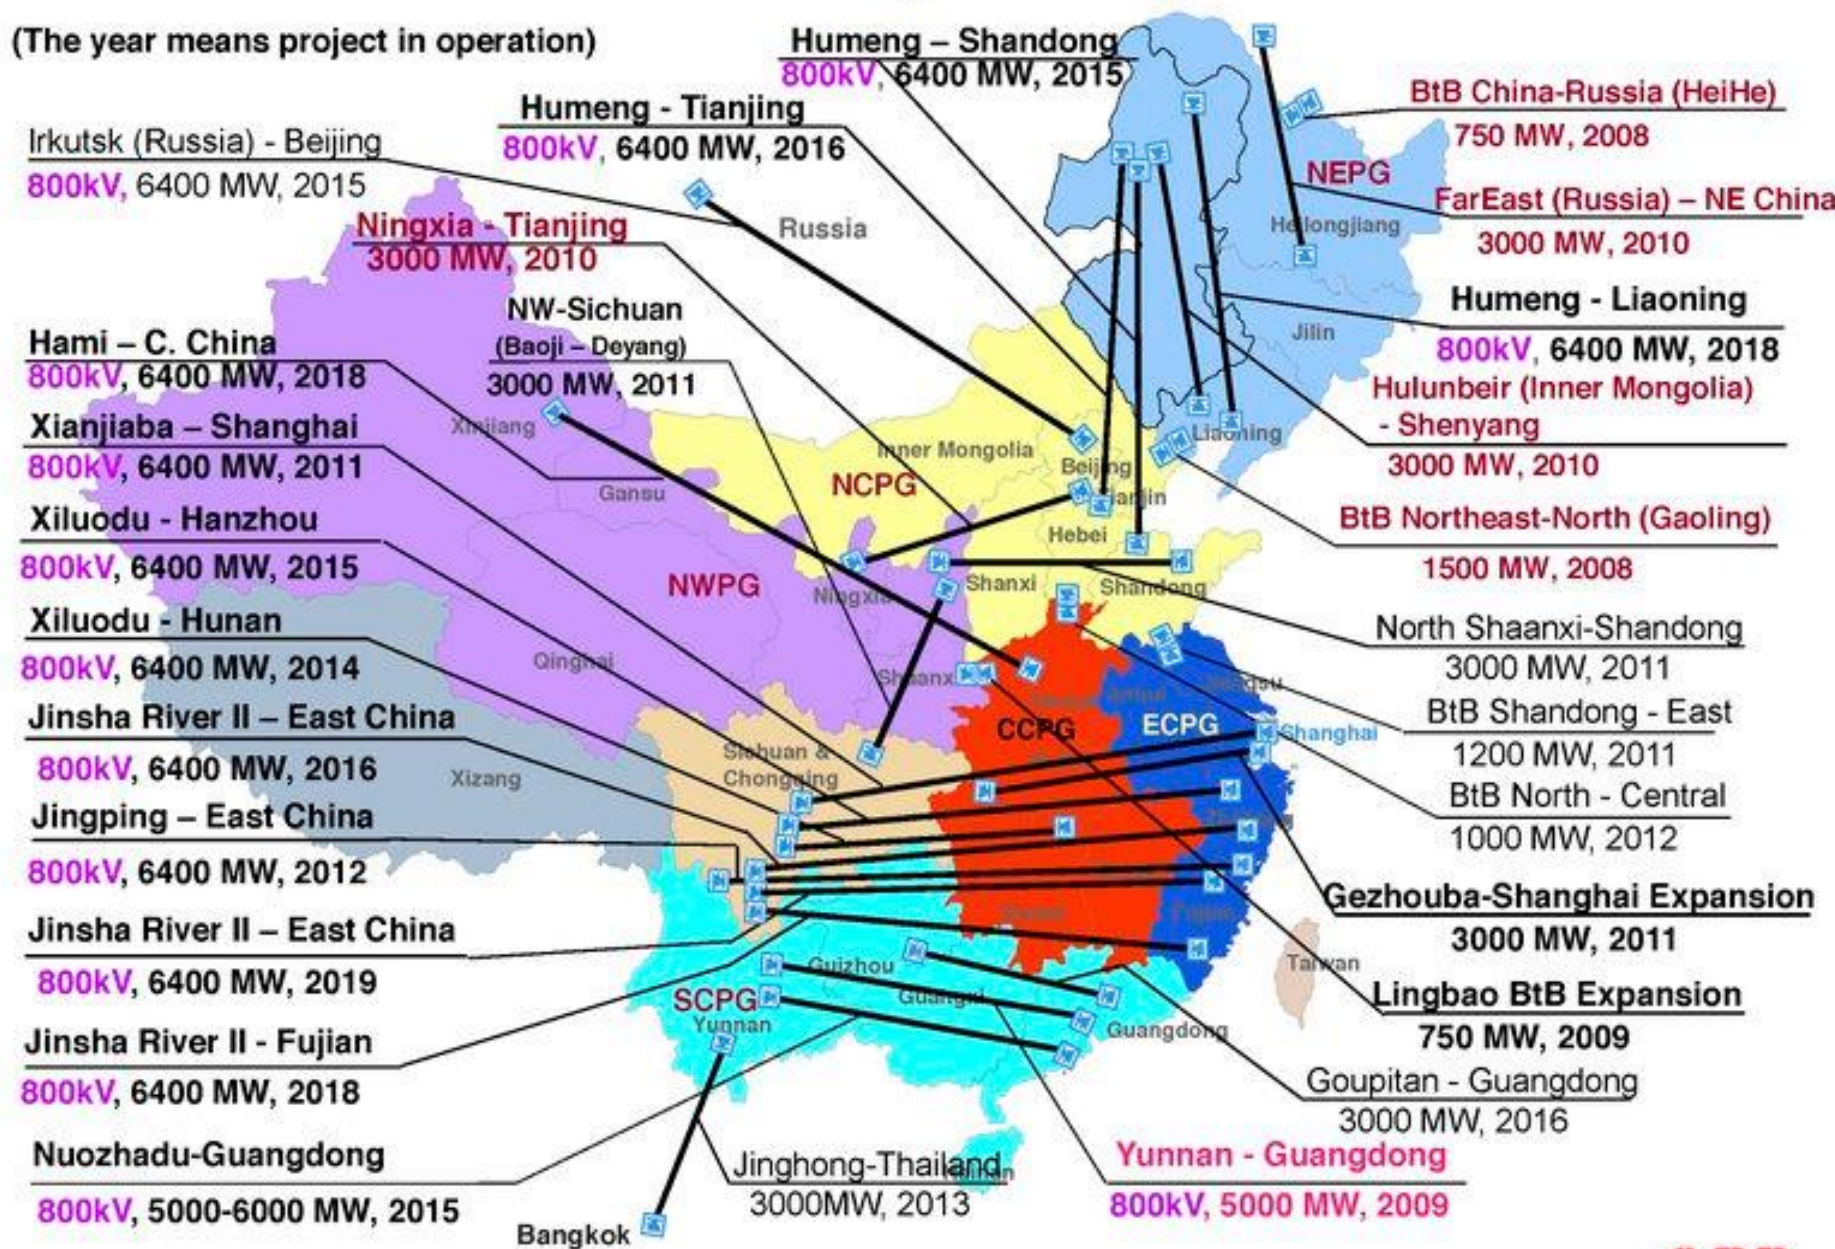 (The year means project in operation)
Humeng – Shandong
800kV, 6400 MW, 2015
Humeng - Tianjing
800kV, 6400 MW, 2016
Irkutsk (Russia) - Beijing
800kV, 6400 MW, 2015
Ningxia - Tianjing
3000 MW, 2010
NW-Sichuan
(Baoji – Deyang)
3000 MW, 2011
Hami – C. China
800kV, 6400 MW, 2018
Xianjiaba – Shanghai
800kV, 6400 MW, 2011
Xiluodu - Hanzhou
800kV, 6400 MW, 2015
Xiluodu - Hunan
800kV, 6400 MW, 2014
Jinsha River II – East China
800kV, 6400 MW, 2016
Jingping – East China
800kV, 6400 MW, 2012
Jinsha River II – East China
800kV, 6400 MW, 2019
Jinsha River II - Fujian
800kV, 6400 MW, 2018
Nuozhadu-Guangdong
800kV, 5000-6000 MW, 2015
Bangkok
Jinghong-Thailand
3000MW, 2013
Yunnan - Guangdong
800kV, 5000 MW, 2009
BtB China-Russia (HeiHe)
750 MW, 2008
FarEast (Russia) – NE China
3000 MW, 2010
Humeng - Liaoning
800kV, 6400 MW, 2018
Hulunbeir (Inner Mongolia)
- Shenyang
3000 MW, 2010
BtB Northeast-North (Gaoling)
1500 MW, 2008
North Shaanxi-Shandong
3000 MW, 2011
BtB Shandong - East
1200 MW, 2011
BtB North - Central
1000 MW, 2012
Gezhouba-Shanghai Expansion
3000 MW, 2011
Lingbao BtB Expansion
750 MW, 2009
Goupitan - Guangdong
3000 MW, 2016
Russia
NEPG
Heilongjiang
Jilin
Liaoning
Xinjiang
Gansu
Inner Mongolia
NCPG
Beijing
Tianjin
Hebei
Shanxi
Shandong
Ningxia
NWPG
Qinghai
Shaanxi
Jiangsu
Anhui
CCPG
ECPG
Shanghai
Sichuan &
Chongqing
Xizang
Fujian
Taiwan
Guizhou
Guangxi
SCPG
Yunnan
Guangdong
Hainan